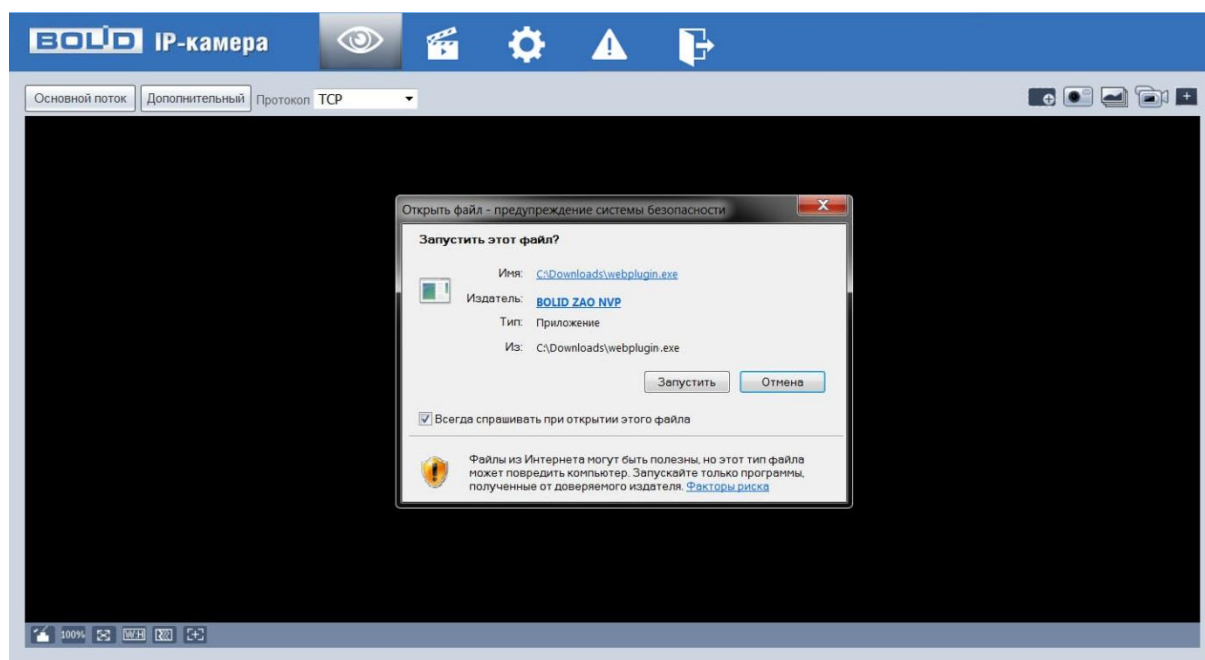 BOLID IP-камера
Основной поток Дополнительный Протокол TCP
Открыть файл - предупреждение системы безопасности
Запустить этот файл?
Имя: C:\Downloads\webplugin.exe
Издатель: BOLID ZAO NVP
Тип: Приложение
Из: C:\Downloads\webplugin.exe
Запустить Отмена
Всегда спрашивать при открытии этого файла
Файлы из Интернета могут быть полезны, но этот тип файла
может повредить компьютер. Запускайте только программы,
полученные от доверяемого издателя. Факторы риска
100% W:H